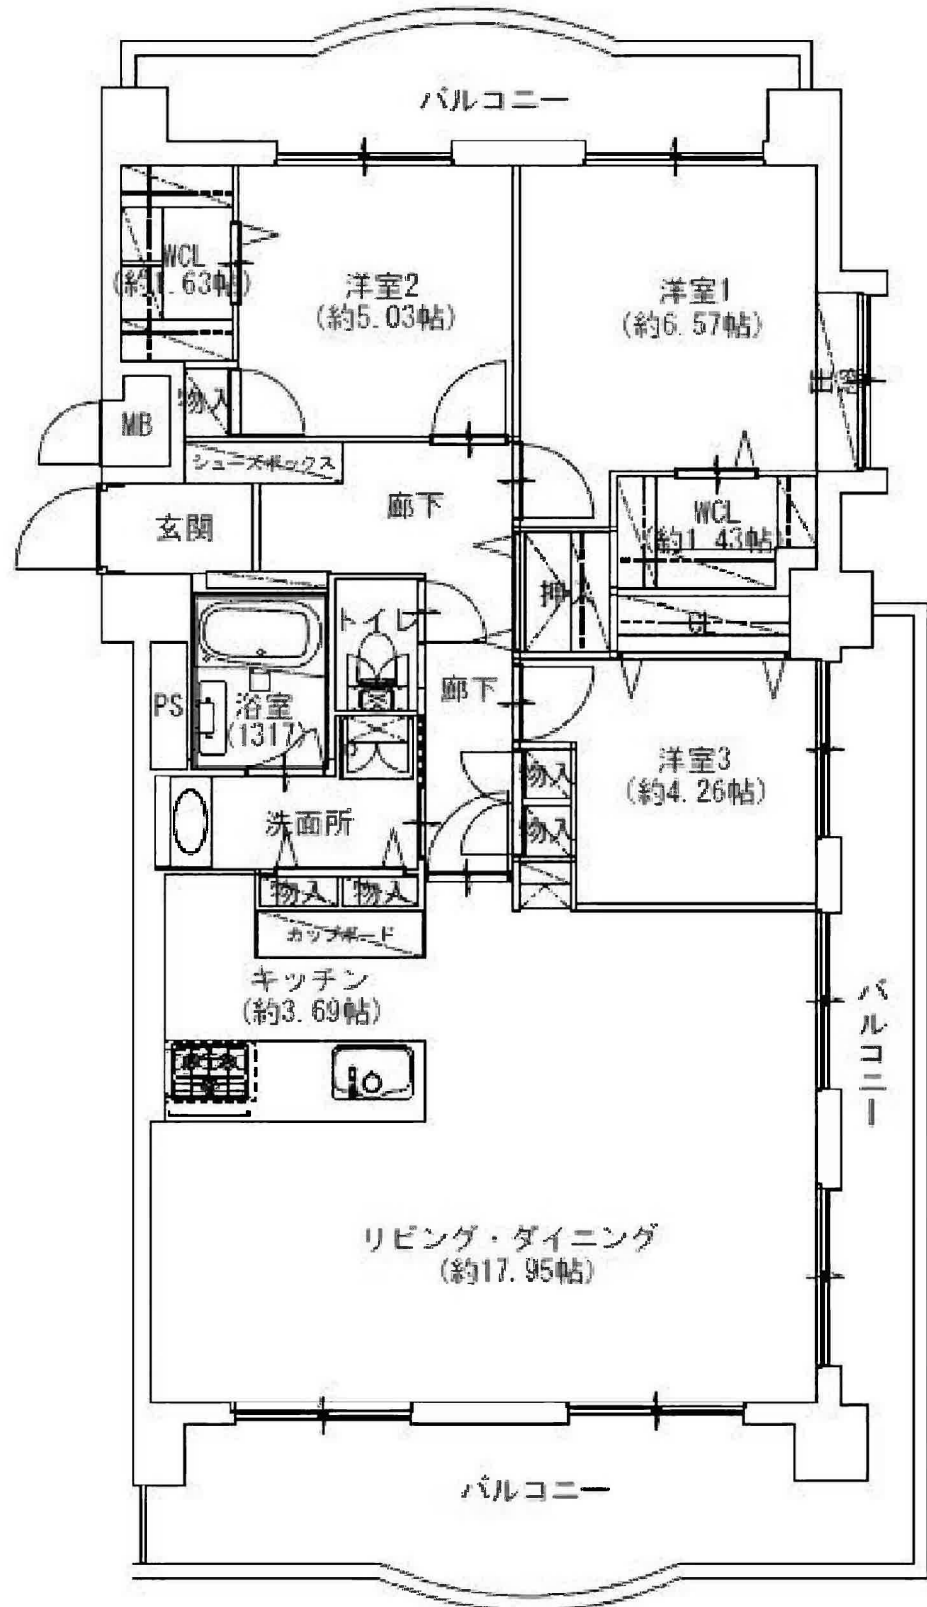 バルコニー
WCL
(約1.63帖)
洋室2
(約5.03帖)
洋室1
(約6.57帖)
物入
出窓
MB
シューズボックス
玄関
廊下
WCL
(約1.43帖)
押入
CL
トイレ
廊下
PS
浴室
(1317)
洋室3
(約4.26帖)
物入
物入
洗面所
物入
物入
カップボード
キッチン
(約3.69帖)
バルコニー
リビング・ダイニング
(約17.95帖)
バルコニー